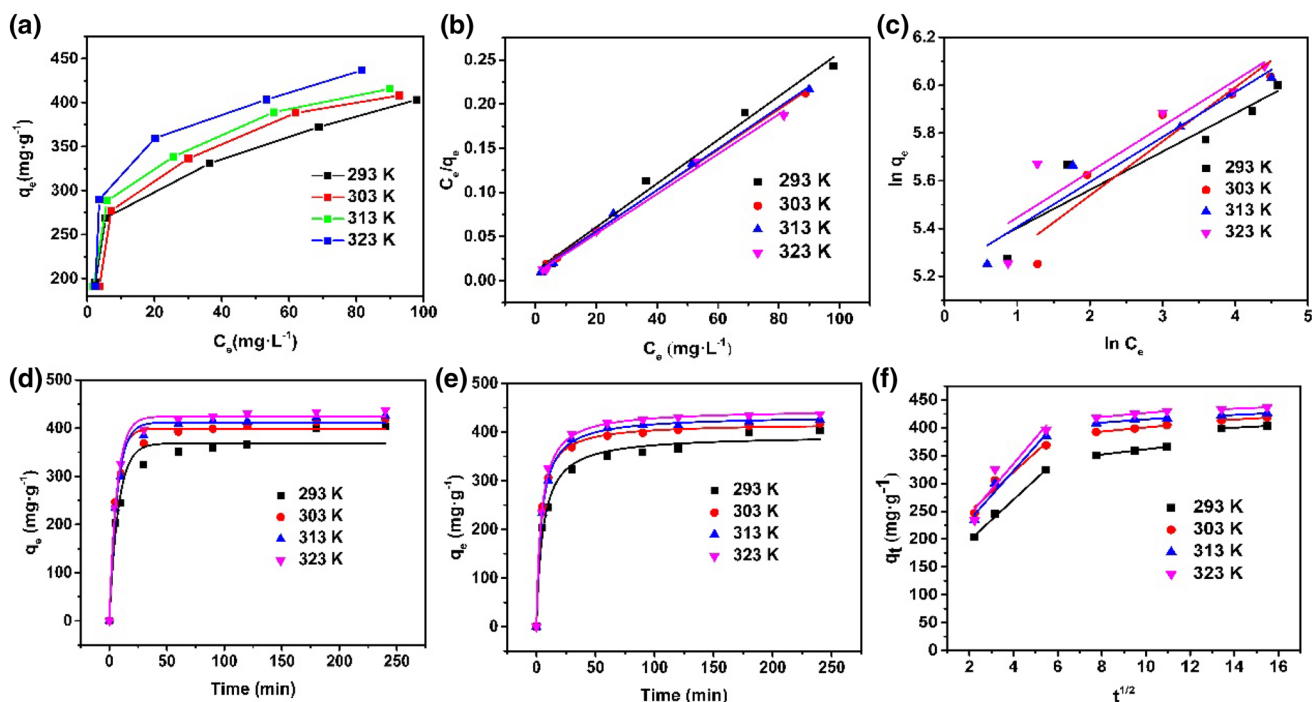 (a)
450
400
350
300
250
200
qe(mg·g-1)
293 K
303 K
313 K
323 K
0 20 40 60 80 100
Ce(mg·L-1)
(b)
0.25
0.20
0.15
0.10
0.05
0.00
Ce/qe
293 K
303 K
313 K
323 K
0 20 40 60 80 100
Ce (mg·L-1)
(c)
6.2
6.0
5.8
5.6
5.4
5.2
ln qe
293 K
303 K
313 K
323 K
1 2 3 4 5
ln Ce
(d)
500
400
300
200
100
0
qe (mg·g-1)
293 K
303 K
313 K
323 K
0 50 100 150 200 250
Time (min)
(e)
500
400
300
200
100
0
qe (mg·g-1)
293 K
303 K
313 K
323 K
0 50 100 150 200 250
Time (min)
(f)
450
400
350
300
250
200
150
100
50
0
qt(mg·g-1)
293 K
303 K
313 K
323 K
2 4 6 8 10 12 14 16
t1/2